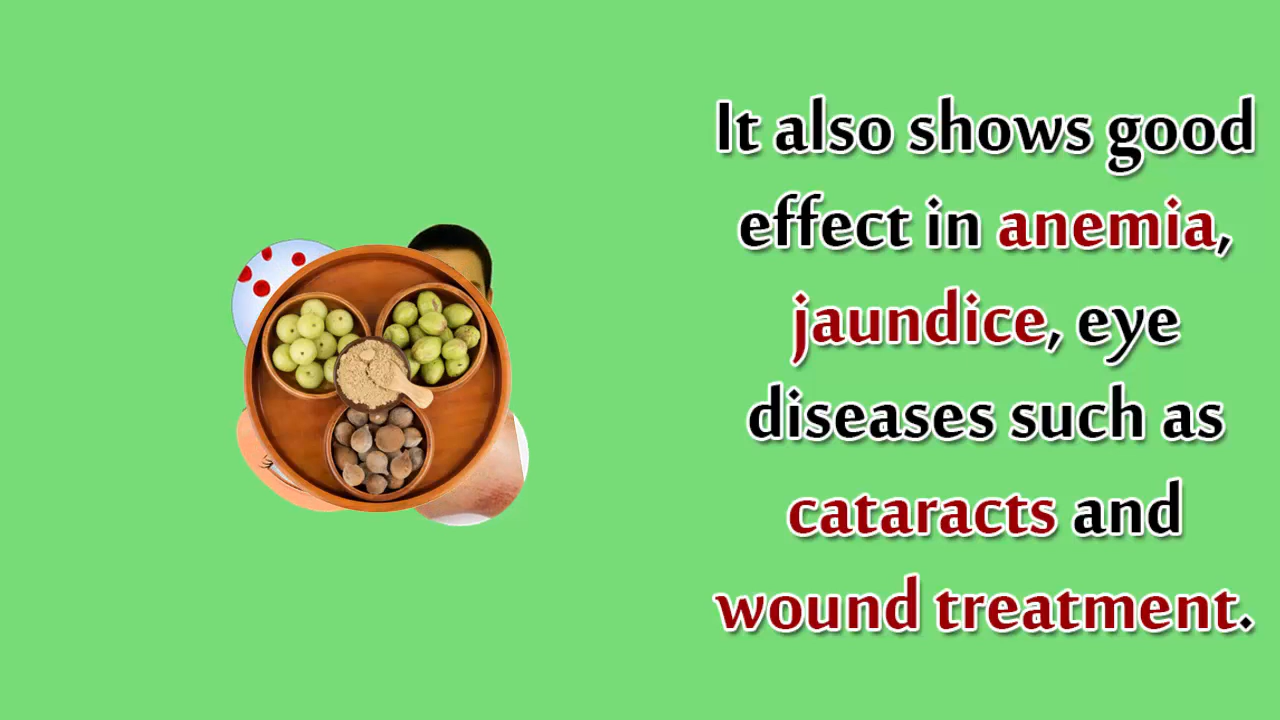 It also shows good
effect in anemia,
jaundice, eye
diseases such as
cataracts and
wound treatment.